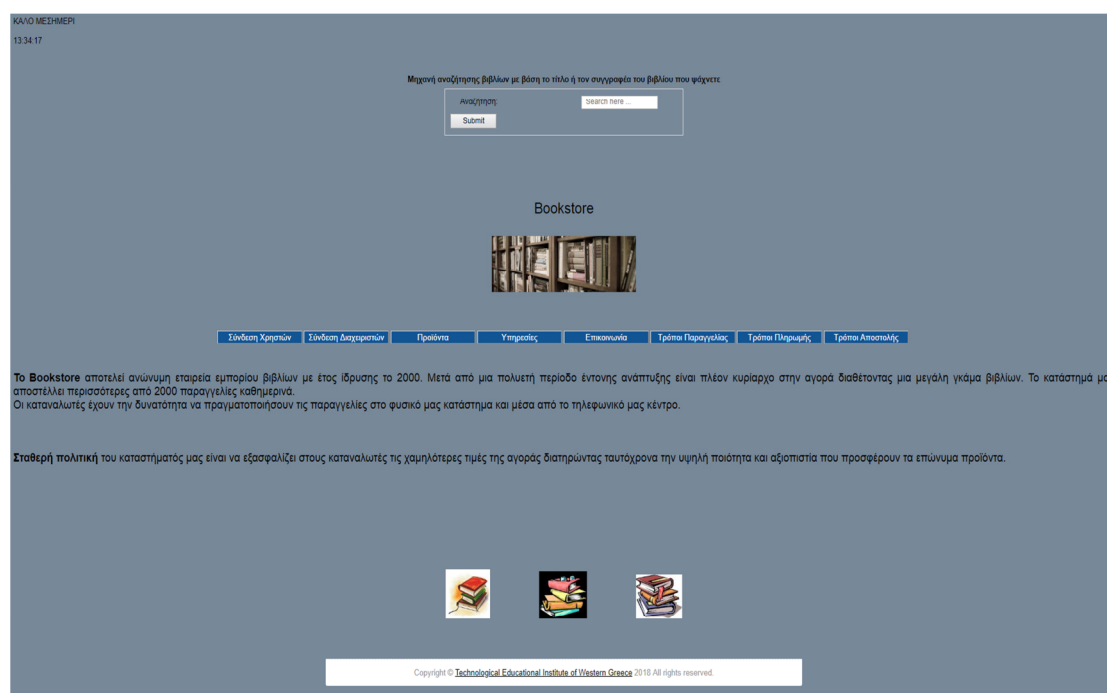 ΚΑΛΟ ΜΕΣΗΜΕΡΙ
13:34:17
Μηχανή αναζήτησης βιβλίων με βάση το τίτλο ή τον συγγραφέα του βιβλίου που ψάχνετε
Αναζήτηση: Search here ...
Submit
Bookstore
Σύνδεση Χρηστών Σύνδεση Διαχειριστών Προϊόντα Υπηρεσίες Επικοινωνία Τρόποι Παραγγελίας Τρόποι Πληρωμής Τρόποι Αποστολής
Το Bookstore αποτελεί ανώνυμη εταιρεία εμπορίου βιβλίων με έτος ίδρυσης το 2000. Μετά από μια πολυετή περίοδο έντονης ανάπτυξης είναι πλέον κυρίαρχο στην αγορά διαθέτοντας μια μεγάλη γκάμα βιβλίων. Το κατάστημά
αποστέλλει περισσότερες από 2000 παραγγελίες καθημερινά.
Οι καταναλωτές έχουν την δυνατότητα να πραγματοποιήσουν τις παραγγελίες στο φυσικό μας κατάστημα και μέσα από το τηλεφωνικό μας κέντρο.
Σταθερή πολιτική του καταστήματός μας είναι να εξασφαλίζει στους καταναλωτές τις χαμηλότερες τιμές της αγοράς διατηρώντας ταυτόχρονα την υψηλή ποιότητα και αξιοπιστία που προσφέρουν τα επώνυμα προϊόντα.
Copyright © Technological Educational Institute of Western Greece 2018 All rights reserved.